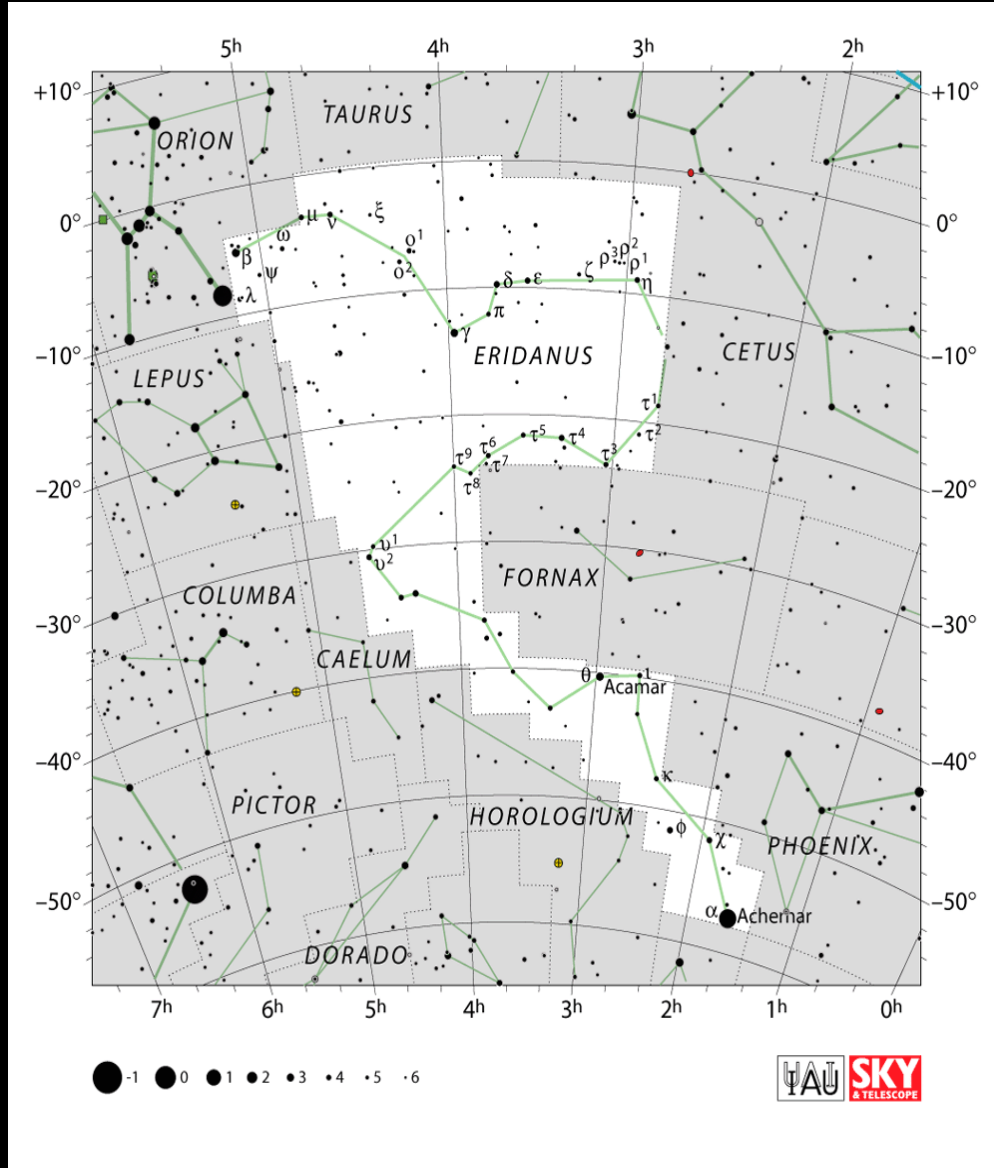 5h 4h 3h 2h
+10° +10°
TAURUS
ORION
0° 0°
μ ν ξ
β ω ο1
ψ ο2
λ
ρ3 ρ2
ζ ρ1
δ ε η
π
γ
ERIDANUS
CETUS
−10° −10°
LEPUS
τ1
τ2
τ9 τ6 τ5 τ4 τ3
τ7
τ8
−20° −20°
υ1
υ2
FORNAX
COLUMBA
−30° −30°
CAELUM
θ ι
Acamar
−40° −40°
κ
PICTOR
HOROLOGIUM
φ χ
PHOENIX
−50° −50°
α Achernar
DORADO
7h 6h 5h 4h 3h 2h 1h 0h
-1 0 1 2 3 4 5 6
IAU
SKY
& TELESCOPE